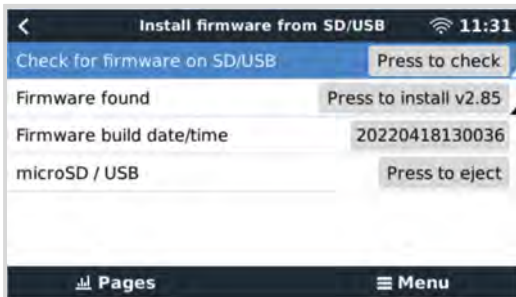 Install firmware from SD/USB 11:31
Check for firmware on SD/USB Press to check
Firmware found Press to install v2.85
Firmware build date/time 20220418130036
microSD / USB Press to eject
Pages Menu